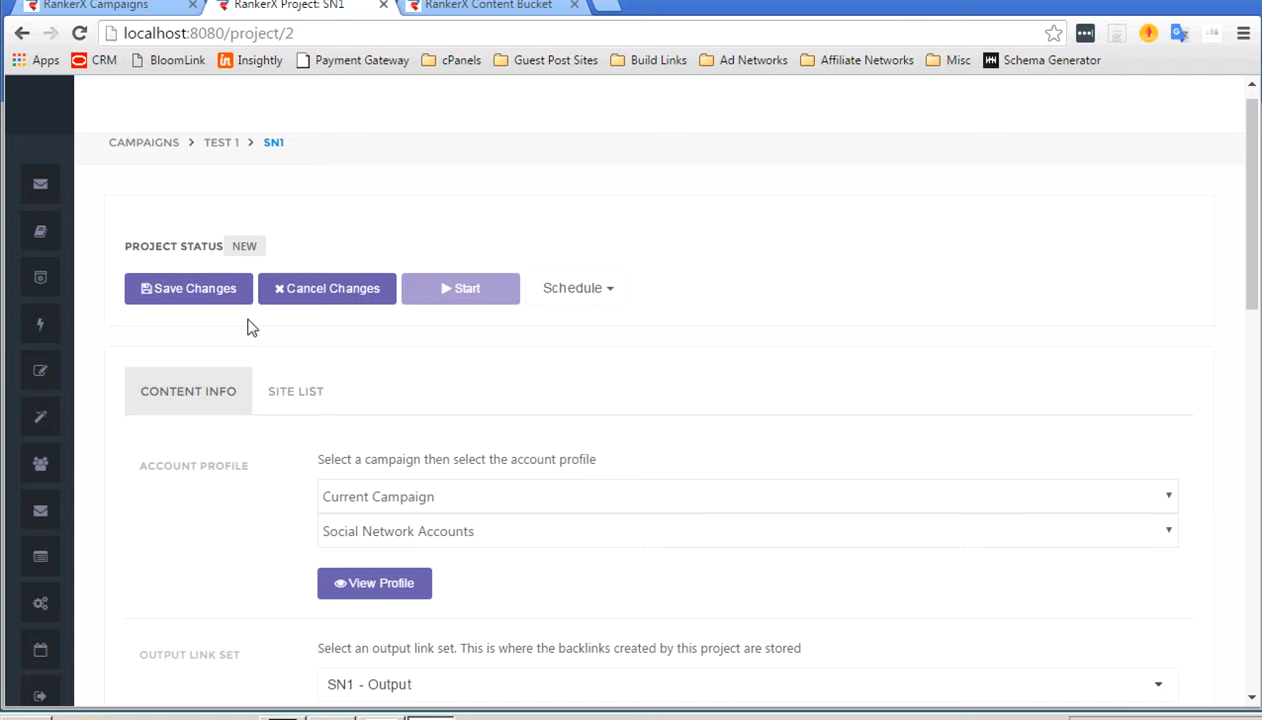 RankerX Campaigns
RankerX Project: SN1
RankerX Content Bucket
localhost:8080/project/2
Apps
CRM
BloomLink
Insightly
Payment Gateway
cPanels
Guest Post Sites
Build Links
Ad Networks
Affiliate Networks
Misc
Schema Generator
CAMPAIGNS > TEST 1 > SN1
PROJECT STATUS NEW
Save Changes
Cancel Changes
Start
Schedule
CONTENT INFO
SITE LIST
ACCOUNT PROFILE
Select a campaign then select the account profile
Current Campaign
Social Network Accounts
View Profile
OUTPUT LINK SET
Select an output link set. This is where the backlinks created by this project are stored
SN1 - Output